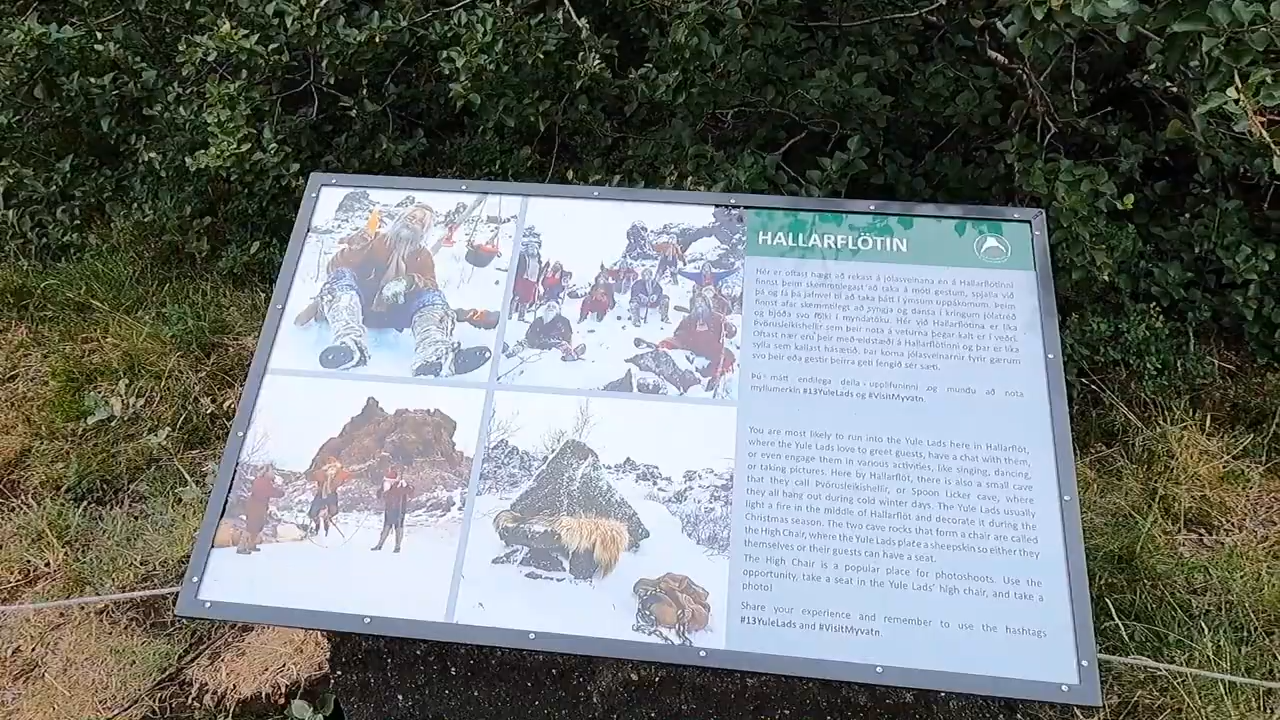 HALLARFLÖTIN
Hér er oftast hægt að rekast á jólasveinana en á Hallarflötinni
finnst þeim skemmtilegast að taka á móti gestum, spjalla við
þá og fá þá jafnvel til að taka þátt í ýmsum uppákomum. Þeim
finnst afar skemmtilegt að syngja og dansa í kringum jólatréð
og bjóða svo fólki í myndatöku. Hér við Hallarflötina er líka
Þvörusleikishellir sem þeir nota á veturna þegar kalt er í veðri.
Oftast nær eru þeir með eldstæði á Hallarflötinni og þar er líka
sylla sem kallast hásætið. Þar koma jólasveinarnir fyrir gærum
svo þeir eða gestir þeirra geti fengið sér sæti.
Þú mátt endilega deila upplifuninni og mundu að nota
myllumerkin #13YuleLads og #VisitMyvatn.
You are most likely to run into the Yule Lads here in Hallarflöt,
where the Yule Lads love to greet guests, have a chat with them,
or even engage them in various activities, like singing, dancing,
or taking pictures. Here by Hallarflöt, there is also a small cave
that they call Þvörusleikishellir, or Spoon Licker cave, where
they all hang out during cold winter days. The Yule Lads usually
light a fire in the middle of Hallarflöt and decorate it during the
Christmas season. The two cave rocks that form a chair are called
the High Chair, where the Yule Lads place a sheepskin so either they
themselves or their guests can have a seat.
The High Chair is a popular place for photoshoots. Use the
opportunity, take a seat in the Yule Lads' high chair, and take a
photo!
Share your experience and remember to use the hashtags
#13YuleLads and #VisitMyvatn.